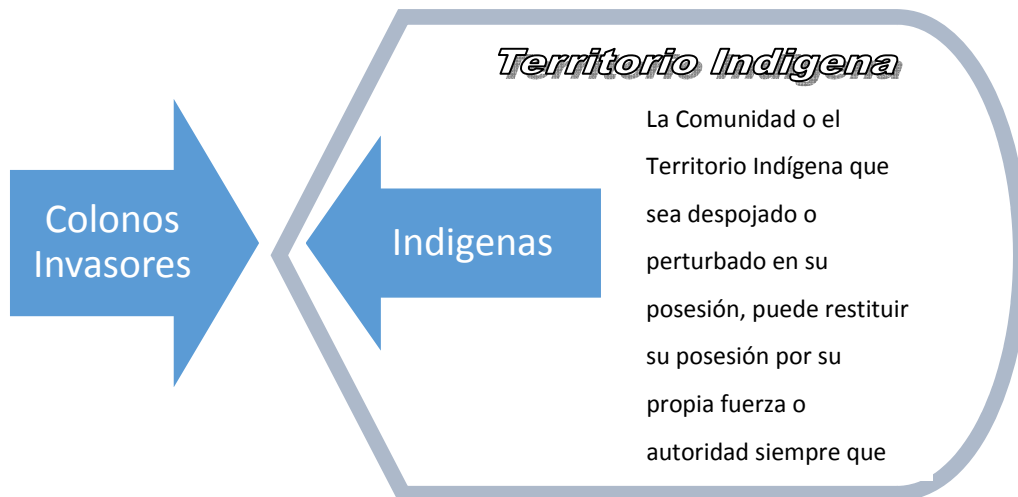 Territorio Indigena
Colonos
Invasores
Indigenas
La Comunidad o el
Territorio Indígena que
sea despojado o
perturbado en su
posesión, puede restituir
su posesión por su
propia fuerza o
autoridad siempre que